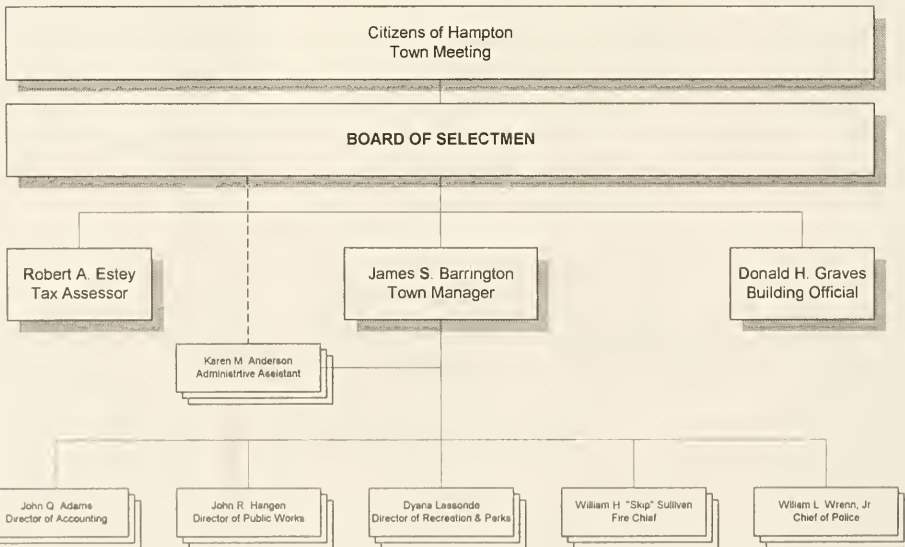 Citizens of Hampton
Town Meeting
BOARD OF SELECTMEN
Robert A. Estey
Tax Assessor
James S. Barrington
Town Manager
Donald H. Graves
Building Official
Karen M. Anderson
Administrtive Assistant
John Q. Adams
Director of Accounting
John R. Hangen
Director of Public Works
Dyana Lassonde
Director of Recreation & Parks
William H. "Skip" Sullivan
Fire Chief
William L. Wrenn, Jr
Chief of Police